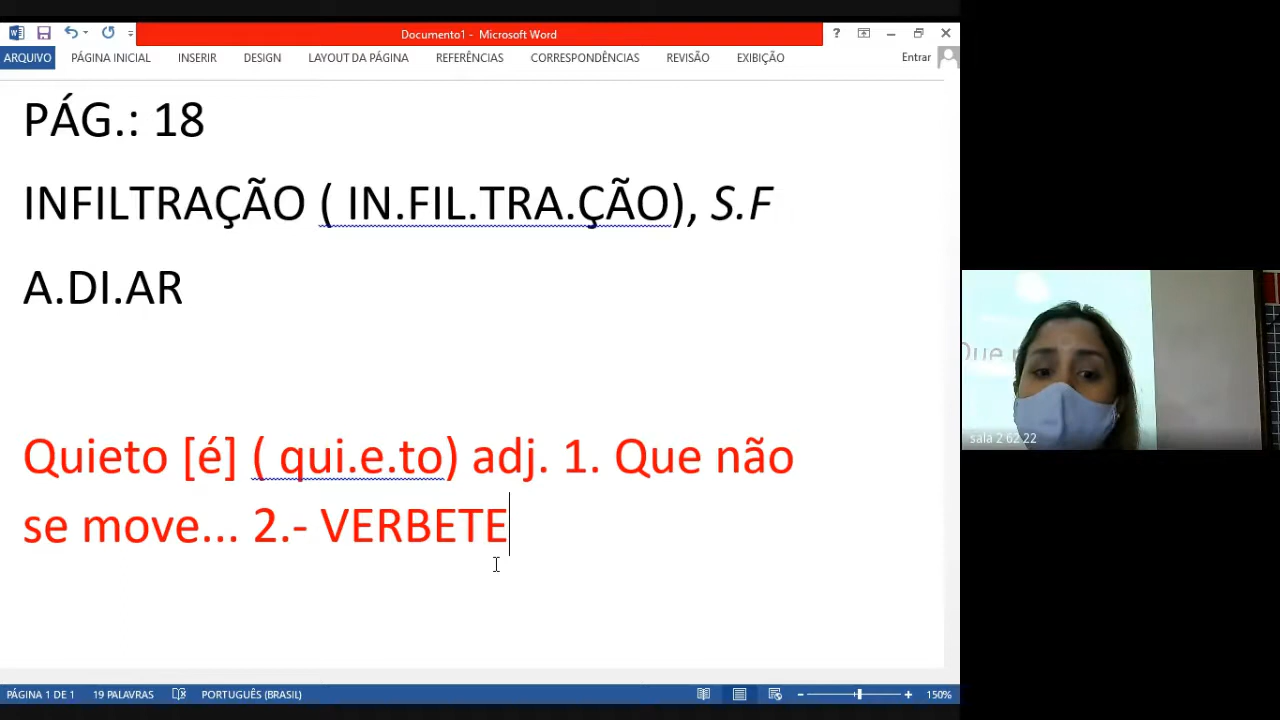 Documento1 - Microsoft Word
?
ARQUIVO PÁGINA INICIAL INSERIR DESIGN LAYOUT DA PÁGINA REFERÊNCIAS CORRESPONDÊNCIAS REVISÃO EXIBIÇÃO Entrar
PÁG.: 18
INFILTRAÇÃO ( IN.FIL.TRA.ÇÃO), S.F
A.DI.AR
Quieto [é] ( qui.e.to) adj. 1. Que não
se move... 2.- VERBETE
PÁGINA 1 DE 1 19 PALAVRAS PORTUGUÊS (BRASIL) 150%
Que
sala 2 62 22